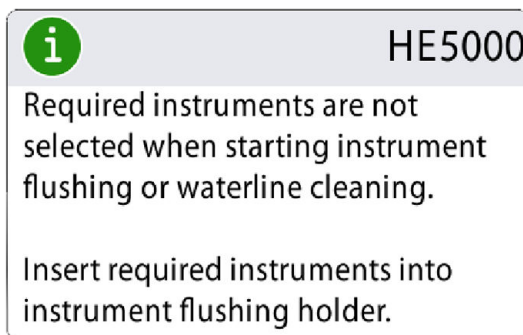 HE5000
Required instruments are not
selected when starting instrument
flushing or waterline cleaning.
Insert required instruments into
instrument flushing holder.